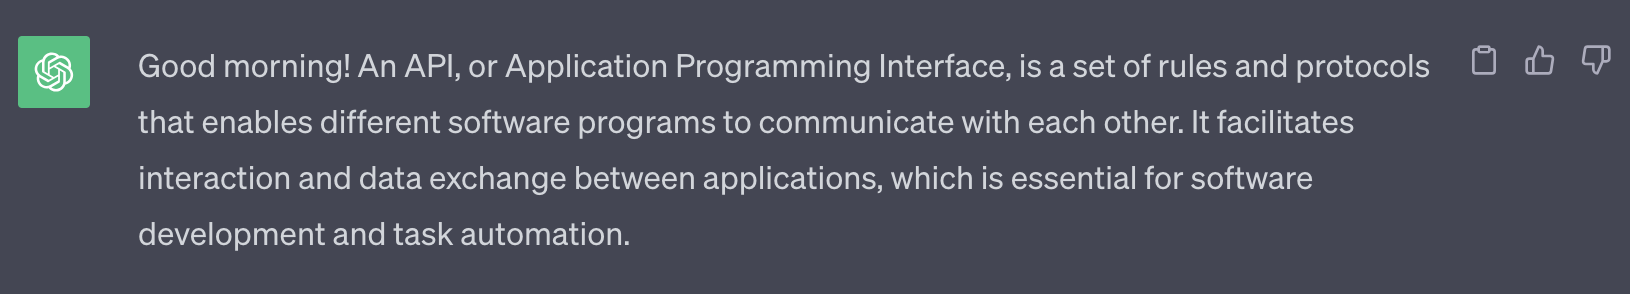 Good morning! An API, or Application Programming Interface, is a set of rules and protocols
that enables different software programs to communicate with each other. It facilitates
interaction and data exchange between applications, which is essential for software
development and task automation.